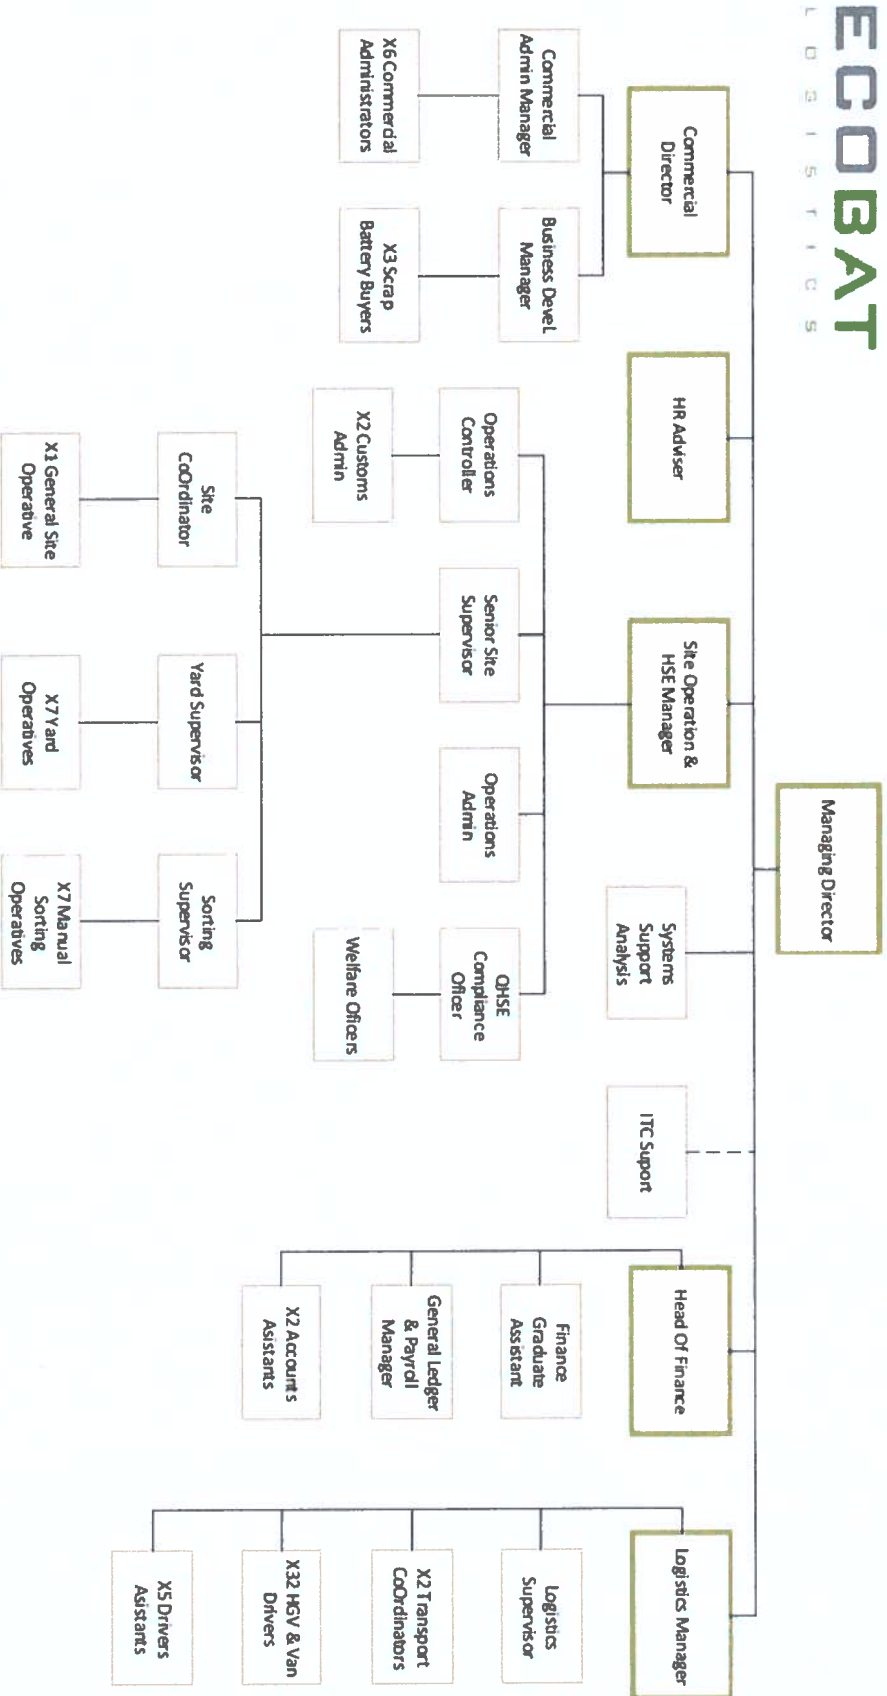 ECOBAT
LOGISTICS
Managing Director
Commercial
Director
HR Adviser
Site Operation &
HSE Manager
Systems
Support
Analysis
ITC Suport
Head Of Finance
Logistics Manager
Commercial
Admin Manager
Business Devel.
Manager
X6 Commercial
Administrators
X3 Scrap
Battery Buyers
Operations
Controller
Senior Site
Supervisor
Operations
Admin
QHSE
Compliance
Oficer
X2 Customs
Admin
Welfare Oficers
Site
CoOrdinator
Yard Supervisor
Sorting
Supervisor
X1 General Site
Operative
X7 Yard
Operatives
X7 Manual
Sorting
Operatives
Finance
Graduate
Assistant
General Ledger
& Payroll
Manager
X2 Accounts
Asistants
Logistics
Supervisor
X2 Transport
CoOrdinators
X32 HGV & Van
Drivers
X5 Drivers
Asistants